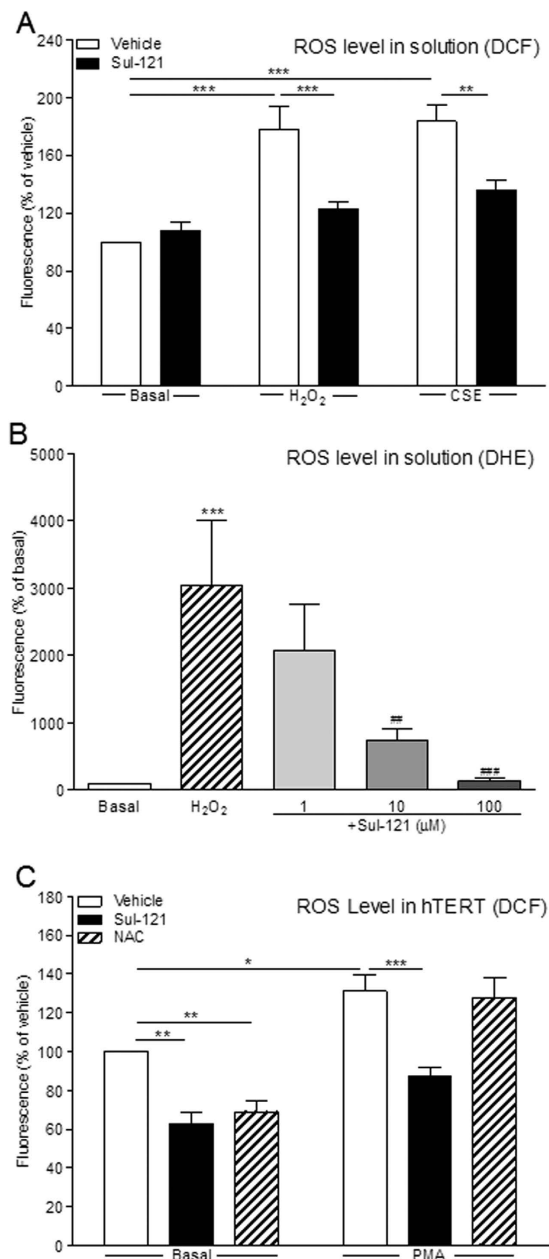 A
ROS level in solution (DCF)
Vehicle
Sul-121
Fluorescence (% of vehicle)
240
200
160
120
80
40
0
***
***
***
**
Basal
H₂O₂
CSE
B
ROS level in solution (DHE)
Fluorescence (% of basal)
5000
4000
3000
2000
1000
0
***
##
###
Basal
H₂O₂
1
10
100
+Sul-121 (μM)
C
ROS Level in hTERT (DCF)
Vehicle
Sul-121
NAC
Fluorescence (% of vehicle)
180
160
140
120
100
80
60
40
20
0
*
***
**
**
Basal
PMA